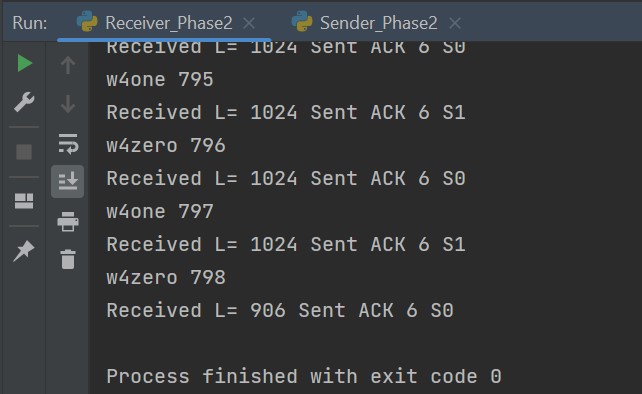 Run: Receiver_Phase2 Sender_Phase2
Received L= 1024 Sent ACK 6 S0
w4one 795
Received L= 1024 Sent ACK 6 S1
w4zero 796
Received L= 1024 Sent ACK 6 S0
w4one 797
Received L= 1024 Sent ACK 6 S1
w4zero 798
Received L= 906 Sent ACK 6 S0
Process finished with exit code 0